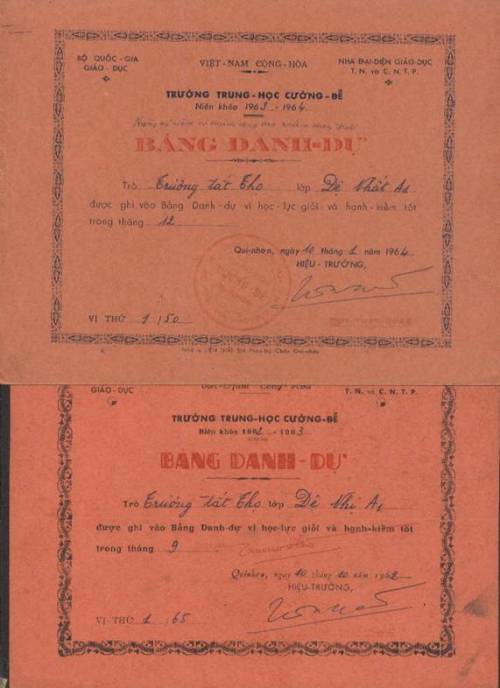 BỘ QUỐC-GIA
GIÁO-DỤC
VIỆT-NAM CỘNG-HÒA
NHA ĐẠI-DIỆN GIÁO-DỤC
T. N. và C. N. T. P.
TRƯỜNG TRUNG-HỌC CƯỜNG-ĐỂ
Niên khóa 1963-1964
BẢNG DANH-DỰ
Trò Trương Tất Thọ lớp Đệ Nhất A1
được ghi vào Bảng Danh-dự vì học-lực giỏi và hạnh-kiểm tốt
trong tháng 12
Qui-nhơn, ngày 10 tháng 1 năm 1964
HIỆU-TRƯỞNG,
VỊ THỨ 1/50
GIÁO-DỤC
Việt-Nam Cộng-Hòa
T. N. và C. N. T. P.
TRƯỜNG TRUNG-HỌC CƯỜNG-ĐỂ
Niên khóa 1962-1963
BẢNG DANH-DỰ
Trò Trương Tất Thọ lớp Đệ Nhị A1
được ghi vào Bảng Danh-dự vì học-lực giỏi và hạnh-kiểm tốt
trong tháng 9
Quinhơn, ngày 10 tháng 10 năm 1962
HIỆU-TRƯỞNG,
VỊ THỨ 1/65